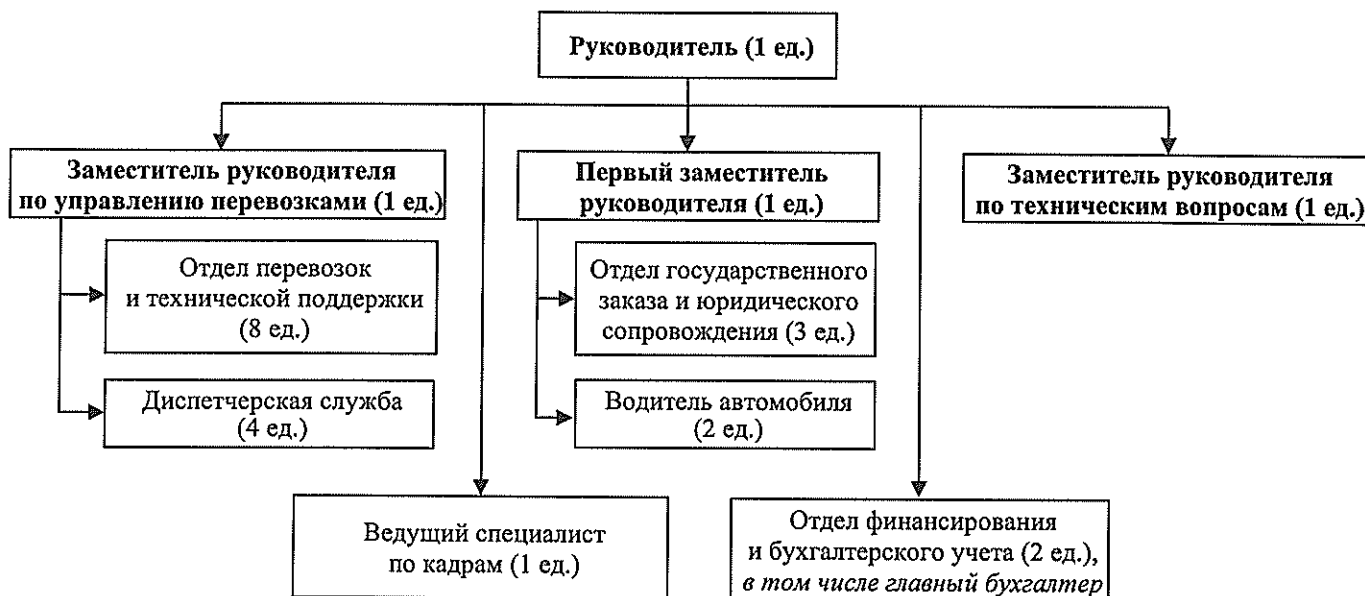 Руководитель (1 ед.)
Заместитель руководителя
по управлению перевозками (1 ед.)
Первый заместитель
руководителя (1 ед.)
Заместитель руководителя
по техническим вопросам (1 ед.)
Отдел перевозок
и технической поддержки
(8 ед.)
Отдел государственного
заказа и юридического
сопровождения (3 ед.)
Диспетчерская служба
(4 ед.)
Водитель автомобиля
(2 ед.)
Ведущий специалист
по кадрам (1 ед.)
Отдел финансирования
и бухгалтерского учета (2 ед.),
в том числе главный бухгалтер